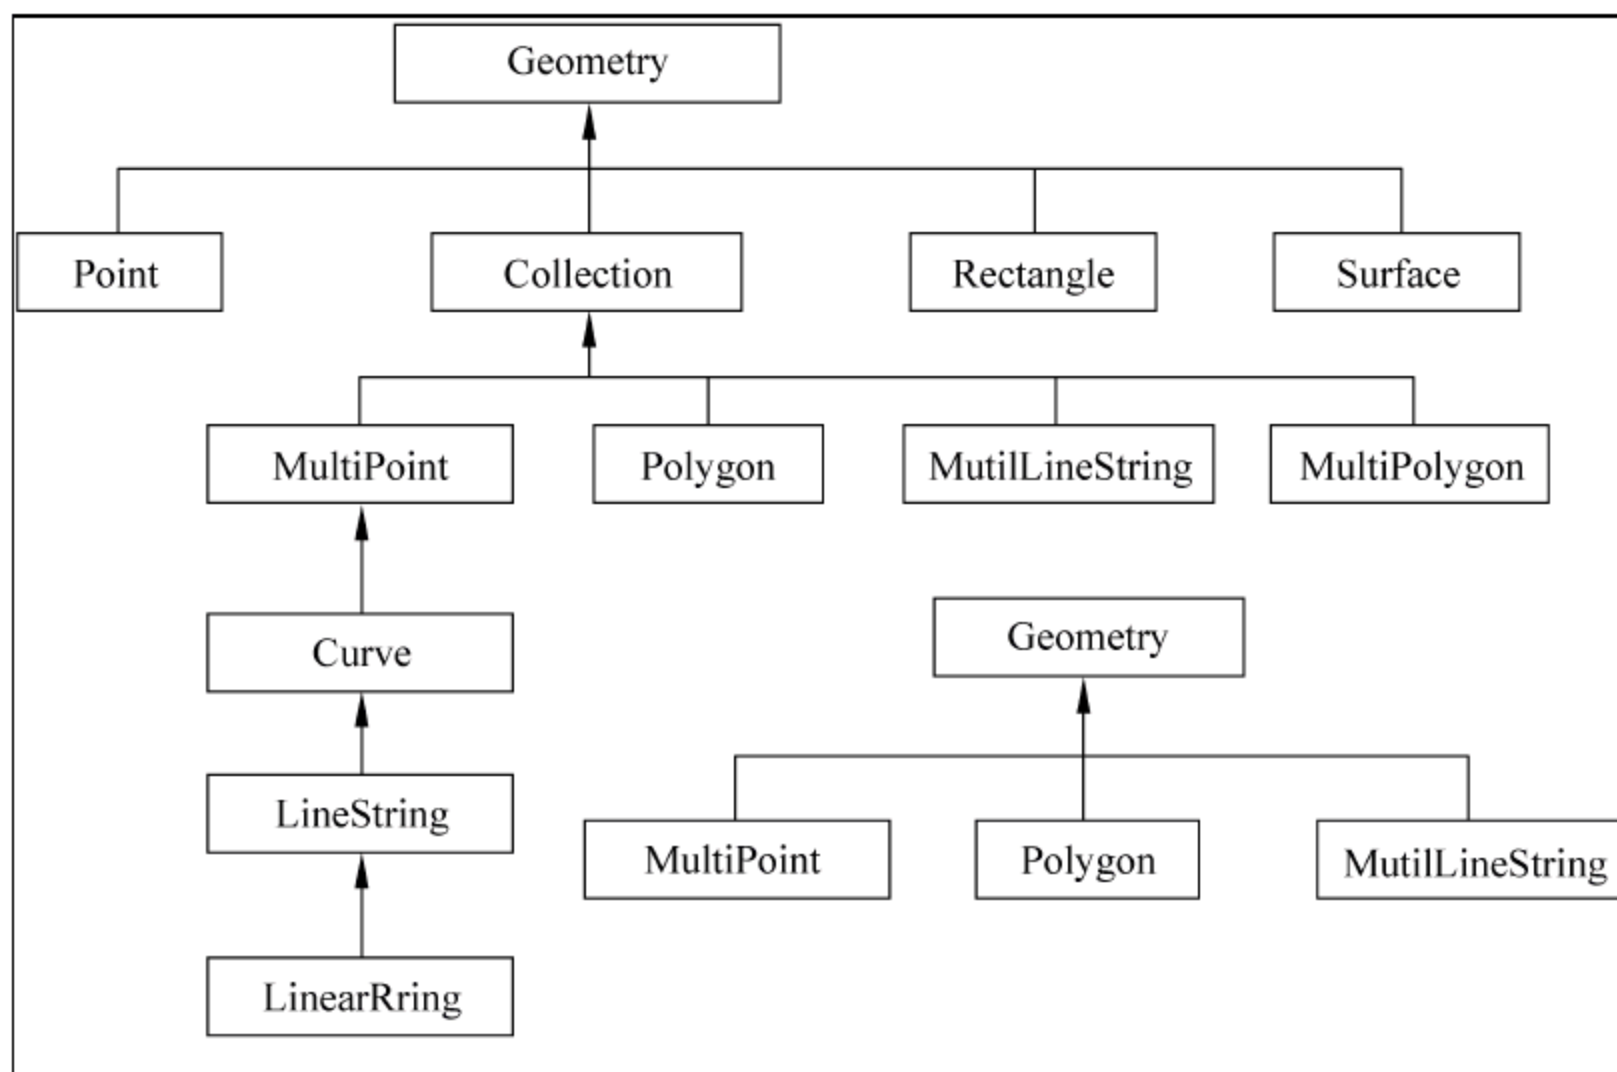 Geometry
Point
Collection
Rectangle
Surface
MultiPoint
Polygon
MutilLineString
MultiPolygon
Curve
Geometry
LineString
MultiPoint
Polygon
MutilLineString
LinearRring